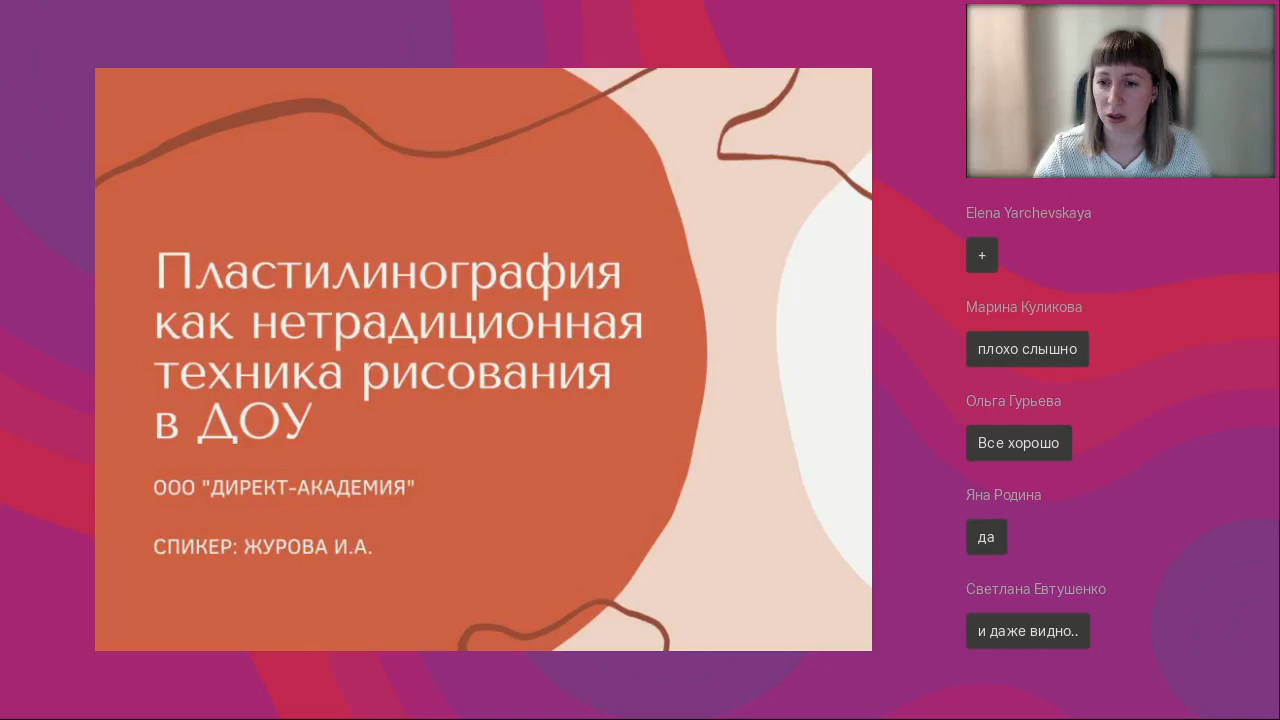 Пластилинография
как нетрадиционная
техника рисования
в ДОУ
ООО "ДИРЕКТ-АКАДЕМИЯ"
СПИКЕР: ЖУРОВА И.А.
Elena Yarchevskaya
+
Марина Куликова
плохо слышно
Ольга Гурьева
Все хорошо
Яна Родина
да
Светлана Евтушенко
и даже видно..